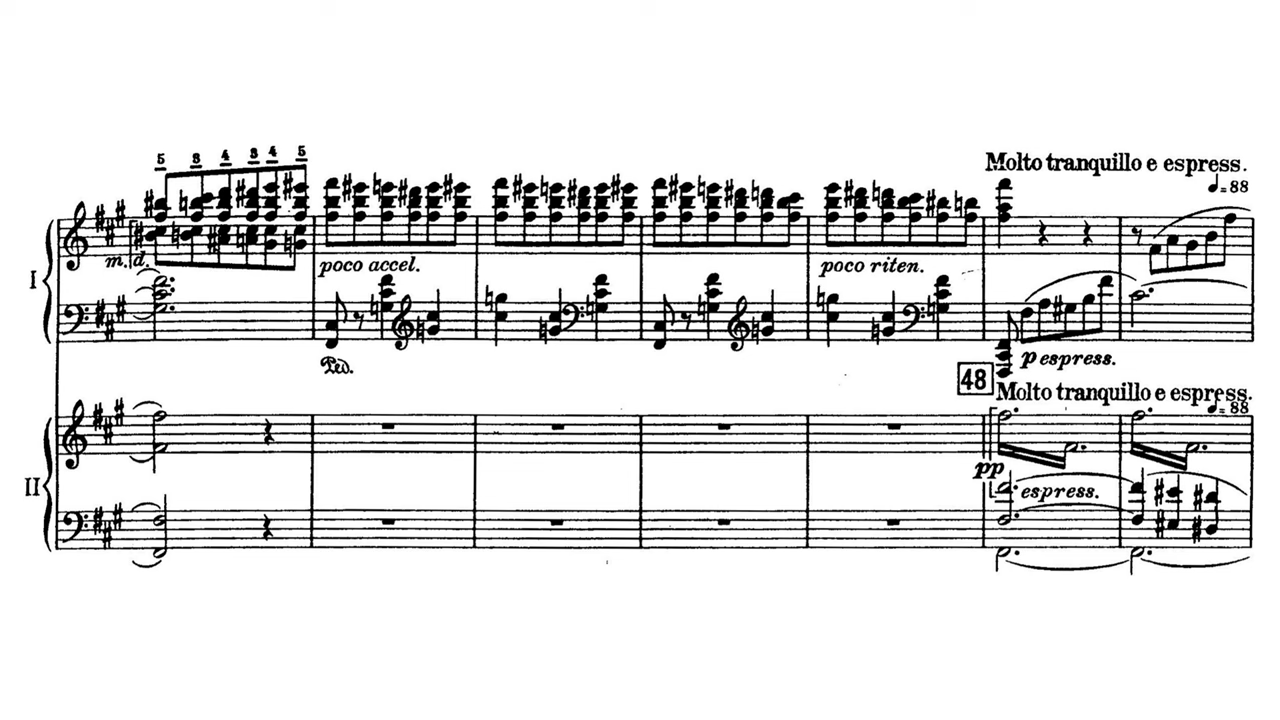 5 3 4 3 4 5
Molto tranquillo e espress.
= 88
m. d.
poco accel.
poco riten.
I
Ped.
p espress.
48
Molto tranquillo e espress.
= 88
pp
espress.
II